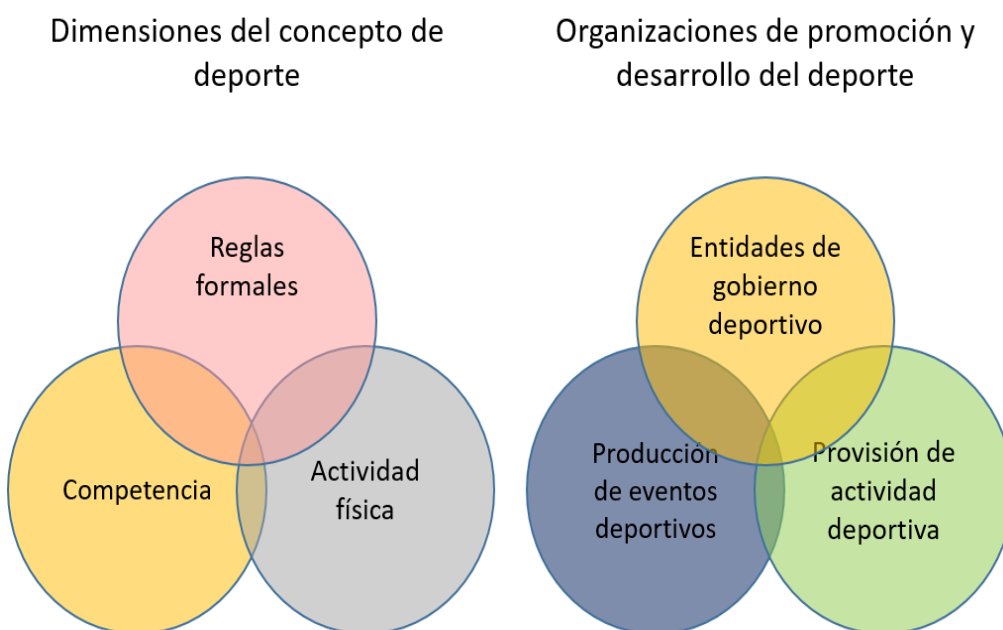 Dimensiones del concepto de
deporte
Organizaciones de promoción y
desarrollo del deporte
Reglas
formales
Competencia
Actividad
física
Entidades de
gobierno
deportivo
Producción
de eventos
deportivos
Provisión de
actividad
deportiva